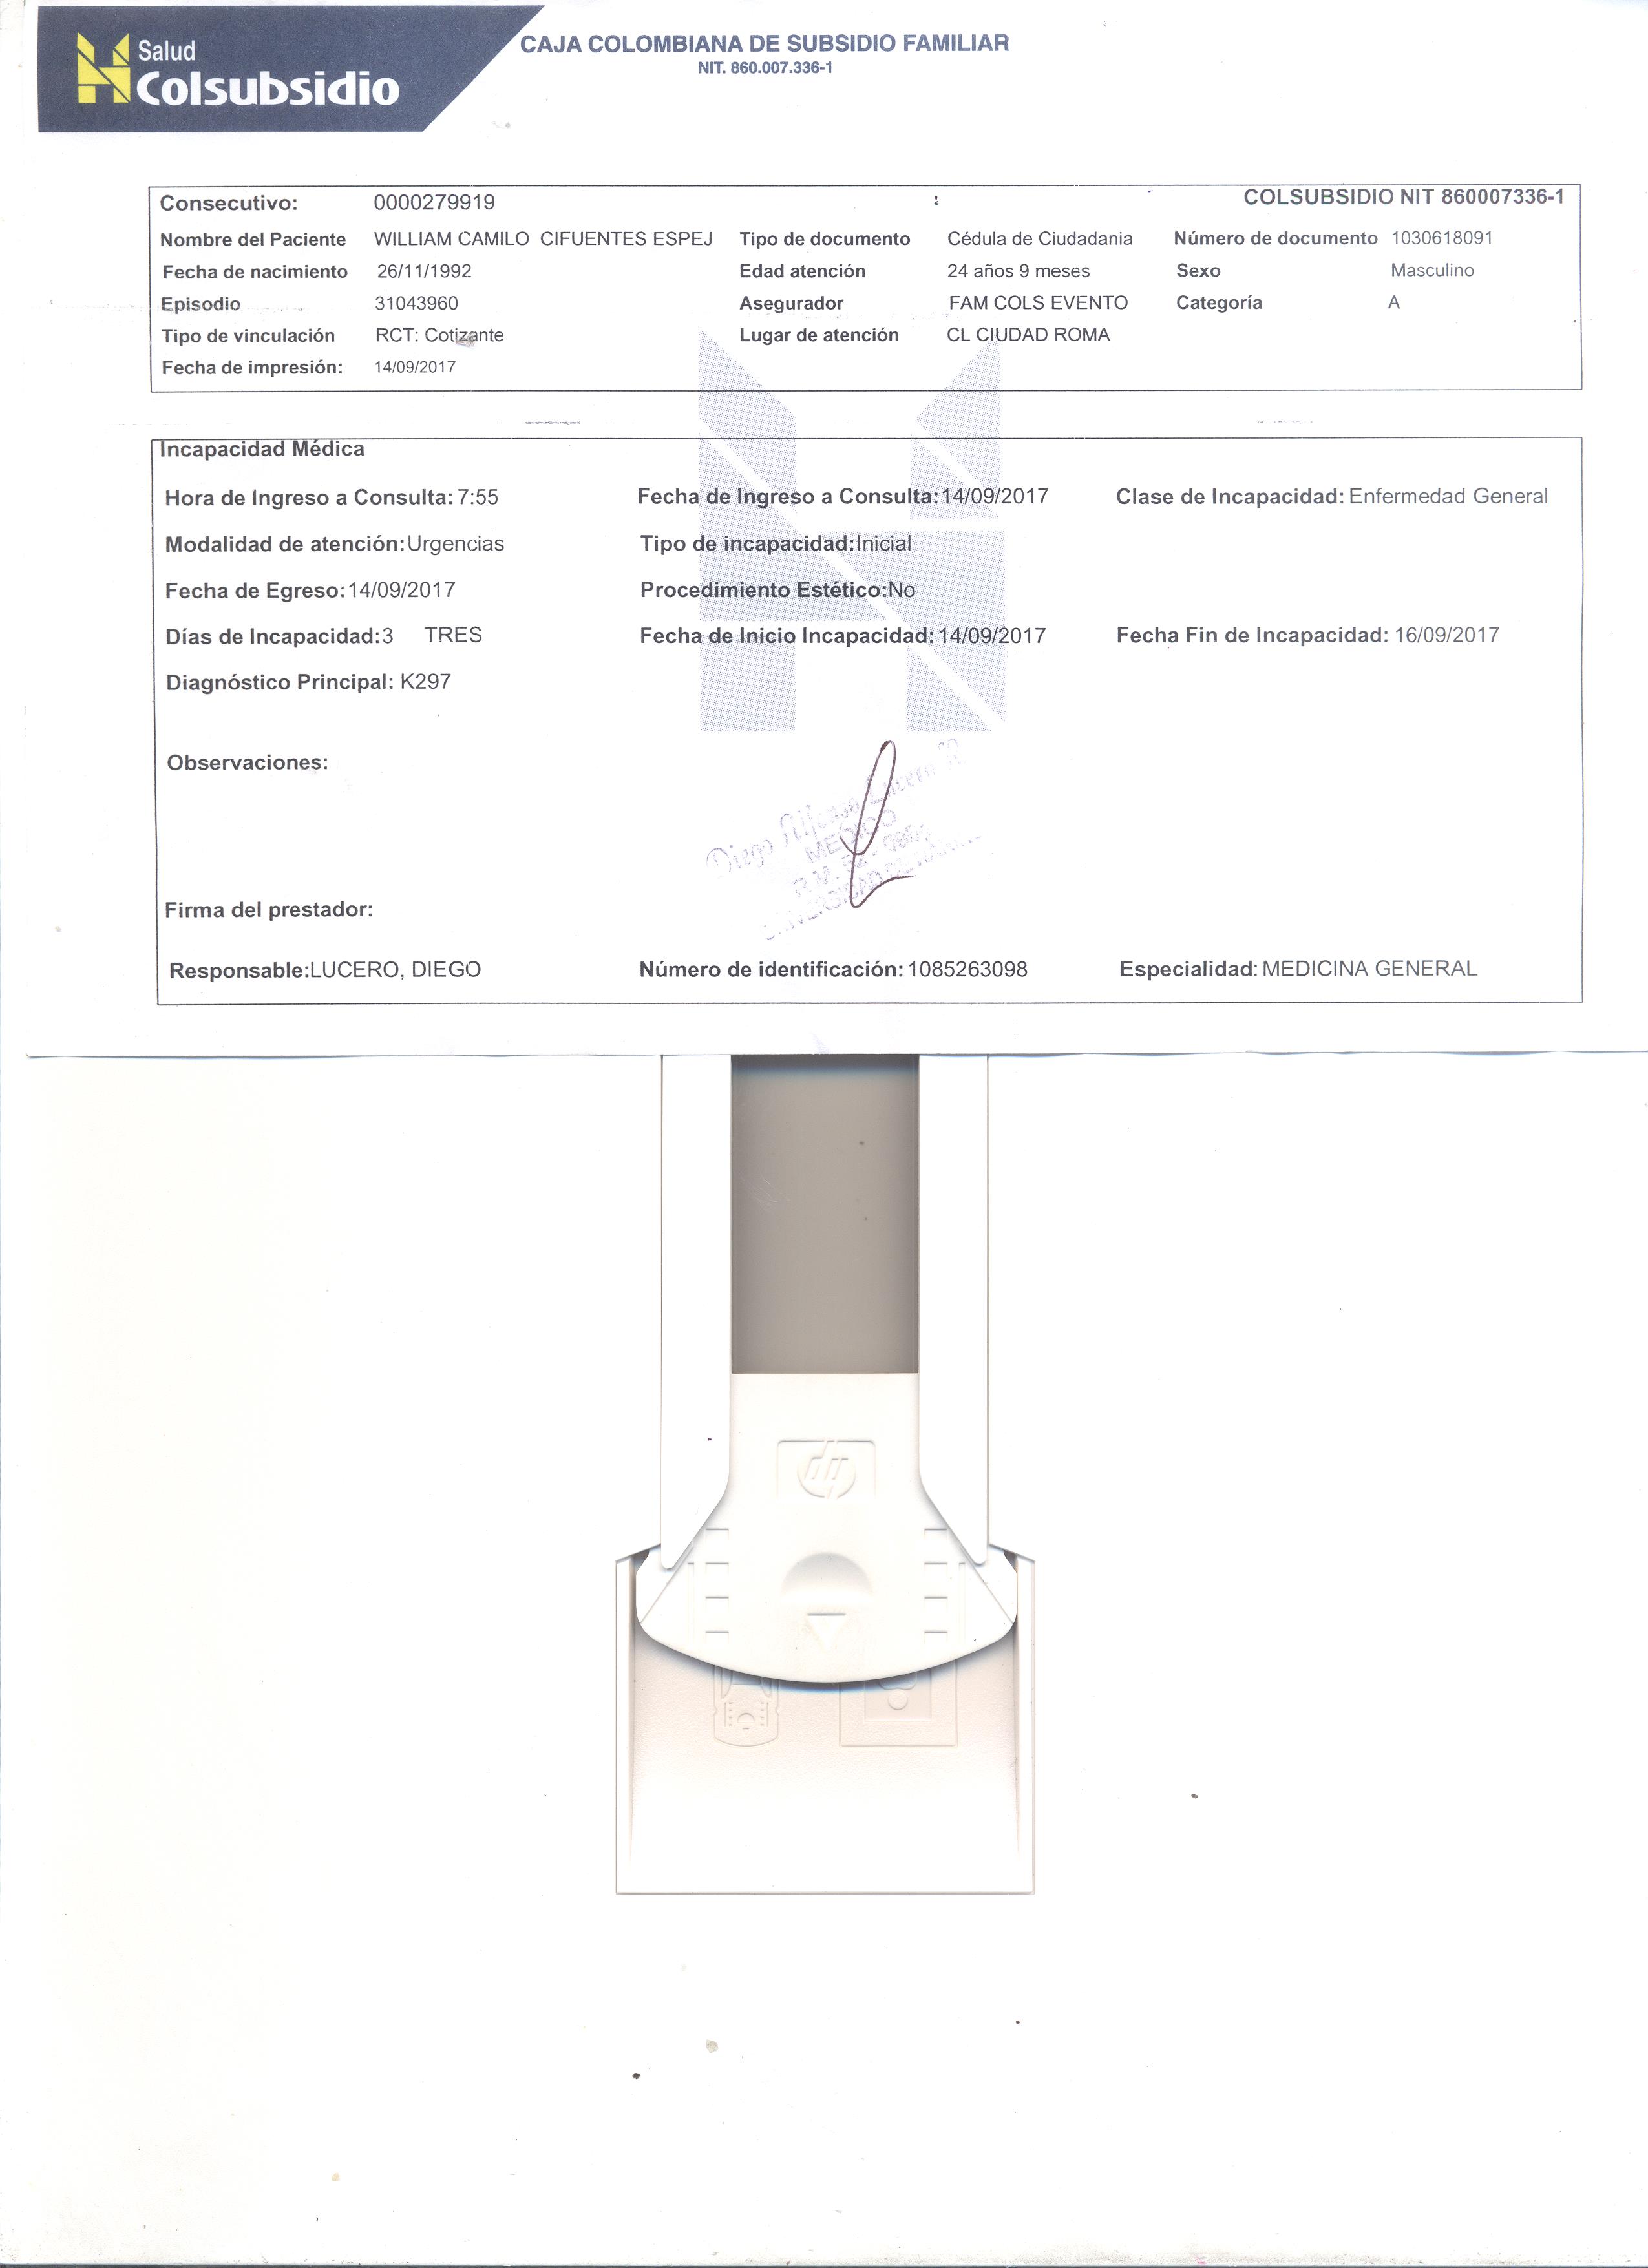 Salud
Colsubsidio
CAJA COLOMBIANA DE SUBSIDIO FAMILIAR
NIT. 860.007.336-1
Consecutivo: 0000279919 : COLSUBSIDIO NIT 860007336-1
Nombre del Paciente WILLIAM CAMILO CIFUENTES ESPEJ Tipo de documento Cédula de Ciudadania Número de documento 1030618091
Fecha de nacimiento 26/11/1992 Edad atención 24 años 9 meses Sexo Masculino
Episodio 31043960 Asegurador FAM COLS EVENTO Categoría A
Tipo de vinculación RCT: Cotizante Lugar de atención CL CIUDAD ROMA
Fecha de impresión: 14/09/2017
Incapacidad Médica
Hora de Ingreso a Consulta: 7:55 Fecha de Ingreso a Consulta: 14/09/2017 Clase de Incapacidad: Enfermedad General
Modalidad de atención: Urgencias Tipo de incapacidad: Inicial
Fecha de Egreso: 14/09/2017 Procedimiento Estético: No
Días de Incapacidad: 3 TRES Fecha de Inicio Incapacidad: 14/09/2017 Fecha Fin de Incapacidad: 16/09/2017
Diagnóstico Principal: K297
Observaciones:
Diego Alfonso Lucero
MEDICO
Firma del prestador:
Responsable: LUCERO, DIEGO Número de identificación: 1085263098 Especialidad: MEDICINA GENERAL
hp